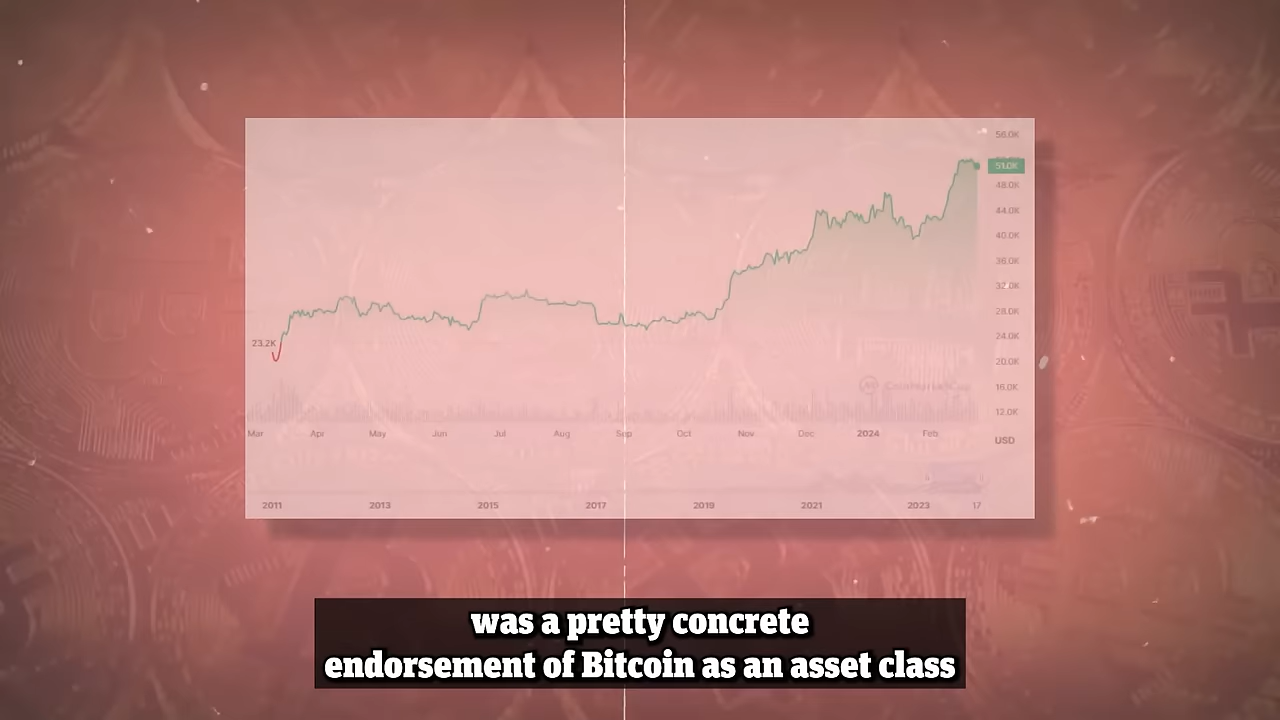 56.0K
51.0K
48.0K
44.0K
40.0K
36.0K
32.0K
28.0K
24.0K
23.2K
20.0K
16.0K
CoinMarketCap
12.0K
Mar Apr May Jun Jul Aug Sep Oct Nov Dec 2024 Feb
USD
2011 2013 2015 2017 2019 2021 2023 17
was a pretty concrete
endorsement of Bitcoin as an asset class